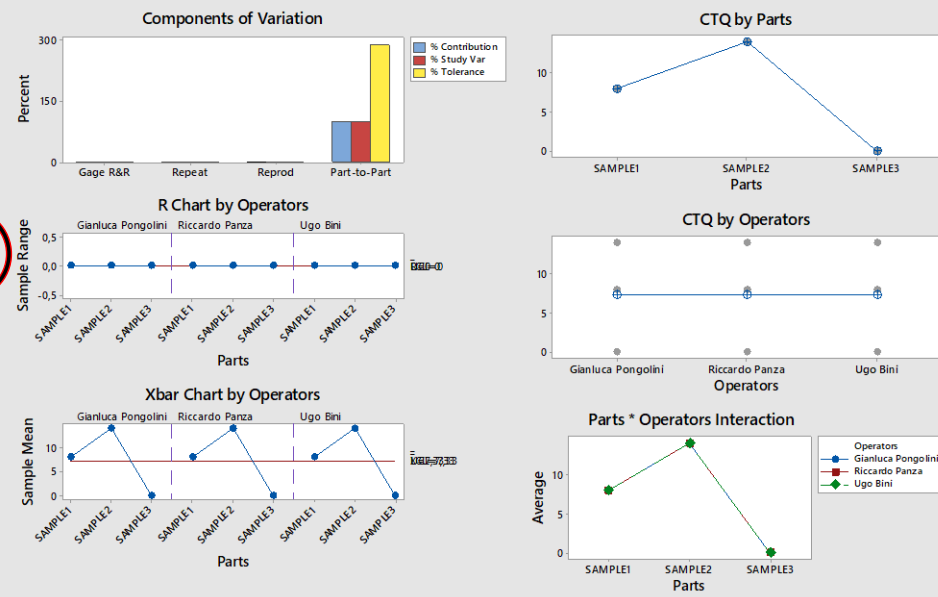 Components of Variation
300
150
0
Percent
Gage R&R Repeat Reprod Part-to-Part
% Contribution
% Study Var
% Tolerance
R Chart by Operators
Gianluca Pongolini Riccardo Panza Ugo Bini
0,5
0,0
-0,5
Sample Range
SAMPLE1 SAMPLE2 SAMPLE3 SAMPLE1 SAMPLE2 SAMPLE3 SAMPLE1 SAMPLE2 SAMPLE3
Parts
Xbar Chart by Operators
Gianluca Pongolini Riccardo Panza Ugo Bini
10
5
0
Sample Mean
SAMPLE1 SAMPLE2 SAMPLE3 SAMPLE1 SAMPLE2 SAMPLE3 SAMPLE1 SAMPLE2 SAMPLE3
Parts
CTQ by Parts
10
5
0
SAMPLE1 SAMPLE2 SAMPLE3
Parts
CTQ by Operators
10
5
0
Gianluca Pongolini Riccardo Panza Ugo Bini
Operators
Parts * Operators Interaction
10
5
0
Average
SAMPLE1 SAMPLE2 SAMPLE3
Parts
Operators
Gianluca Pongolini
Riccardo Panza
Ugo Bini